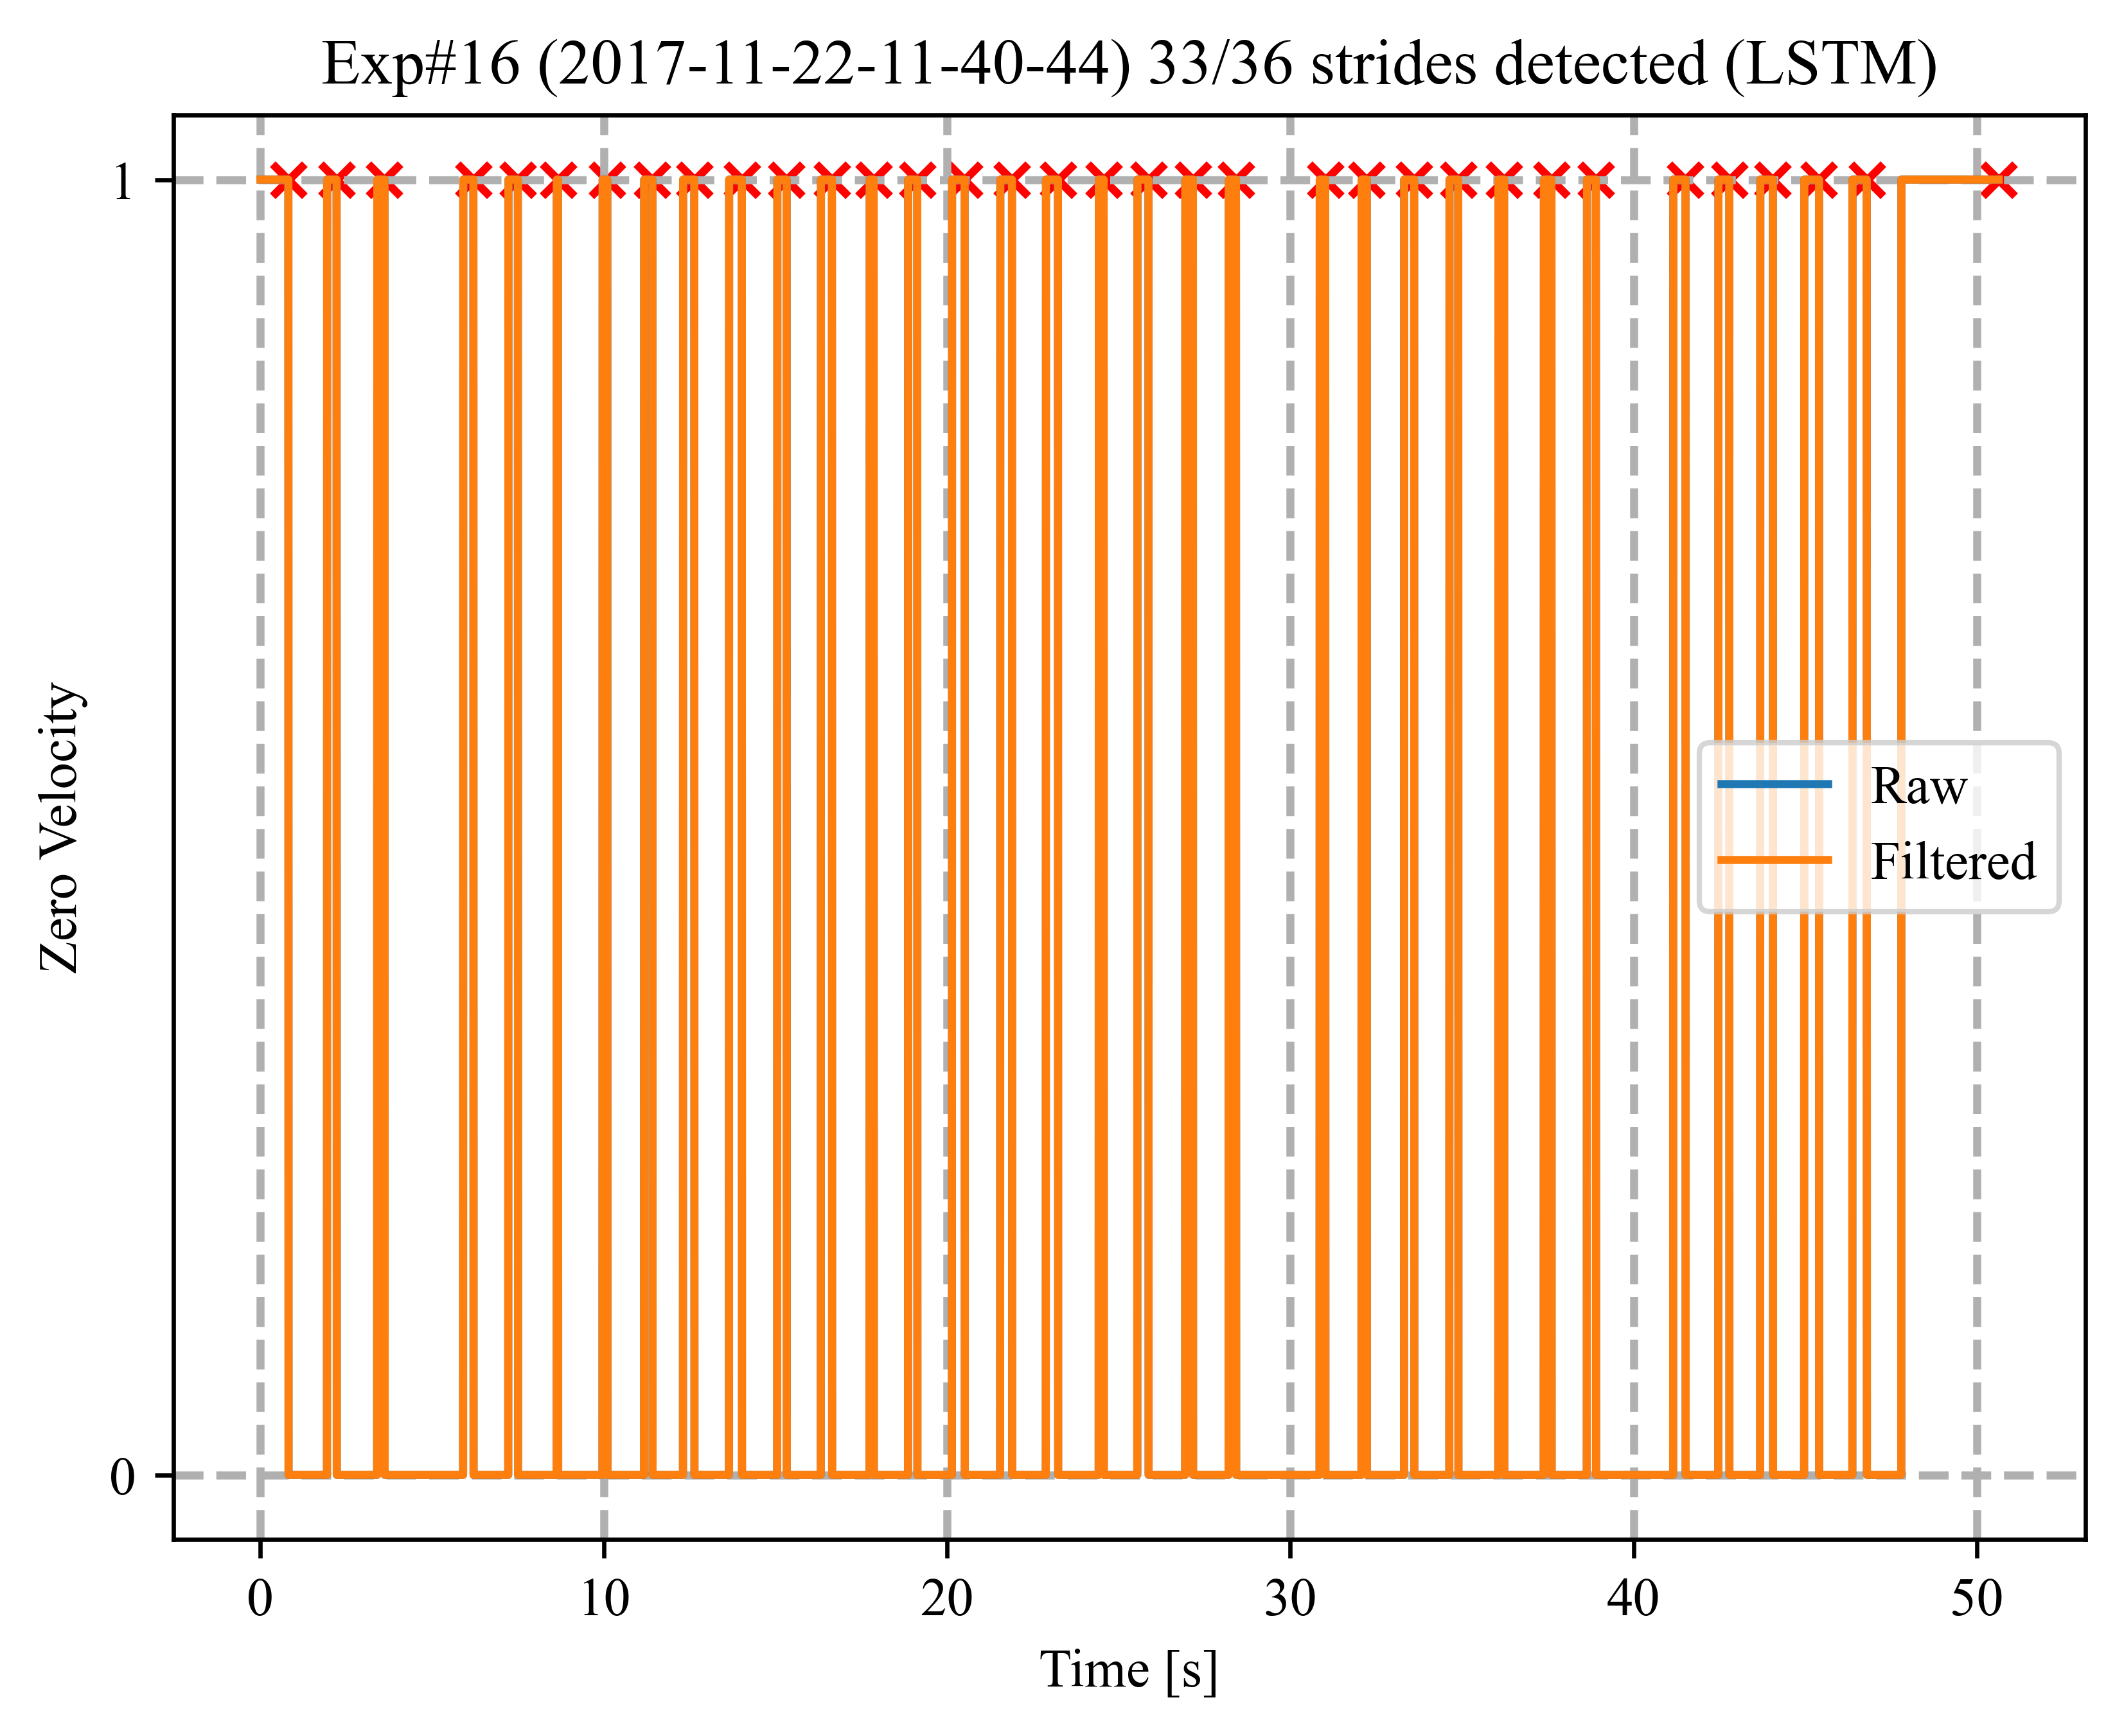 Exp#16 (2017-11-22-11-40-44) 33/36 strides detected (LSTM)
1
Zero Velocity
Raw
Filtered
0
0 10 20 30 40 50
Time [s]